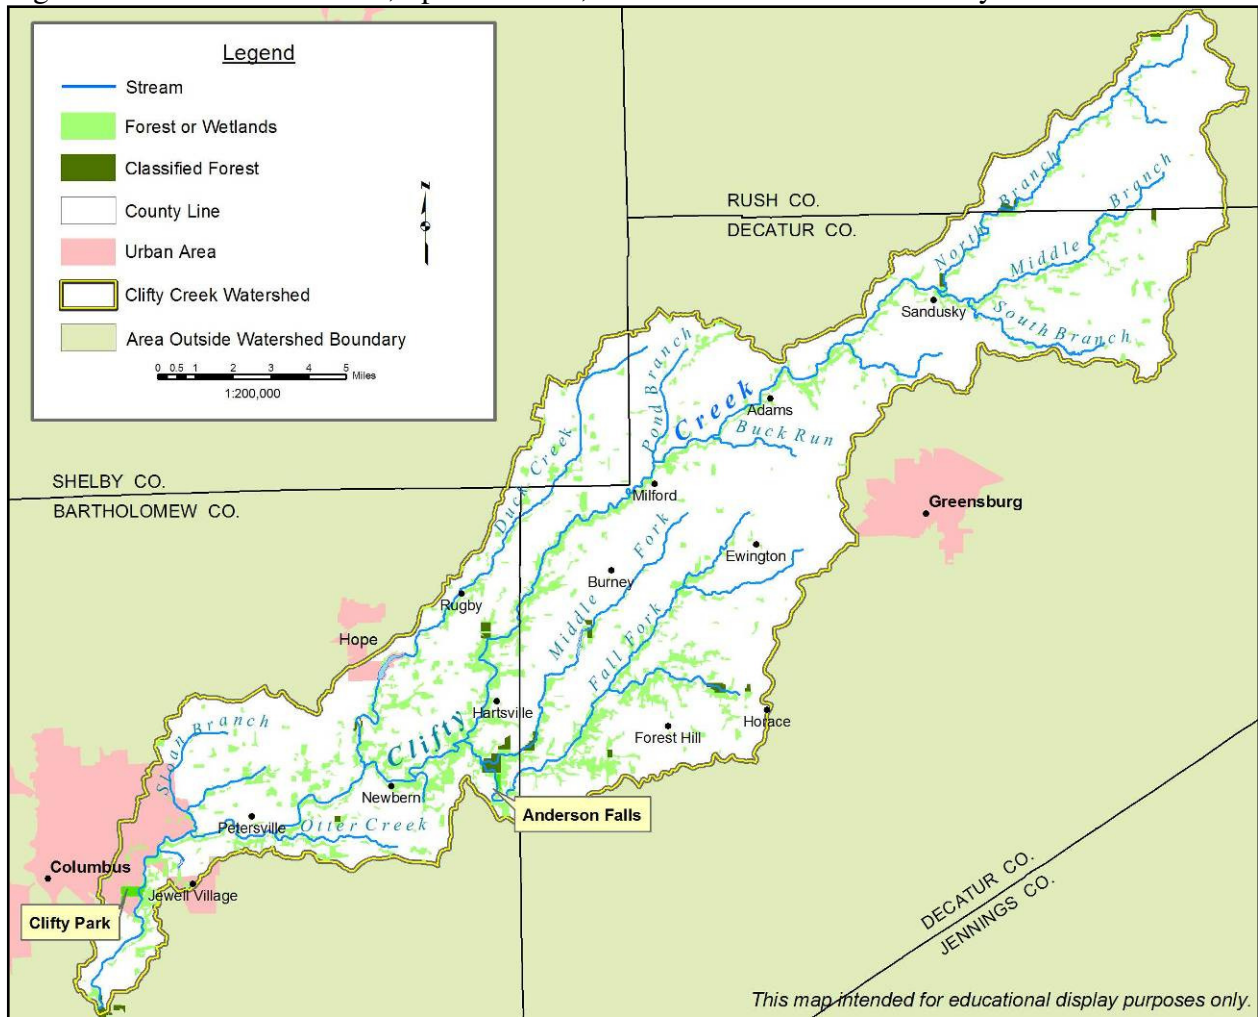 Legend
Stream
Forest or Wetlands
Classified Forest
County Line
Urban Area
Clifty Creek Watershed
Area Outside Watershed Boundary
0 0.5 1 2 3 4 5 Miles
1:200,000
N
RUSH CO.
DECATUR CO.
North Branch
Middle Branch
South Branch
Sandusky
Pond Branch
Creek
Adams
Buck Run
Duck Creek
SHELBY CO.
BARTHOLOMEW CO.
Milford
Greensburg
Ewington
Burney
Middle Fork
Fall Fork
Rugby
Hope
Hartsville
Clifty
Horace
Forest Hill
Sloan Branch
Newbern
Anderson Falls
Petersville
Otter Creek
Columbus
Jewell Village
Clifty Park
DECATUR CO.
JENNINGS CO.
This map intended for educational display purposes only.